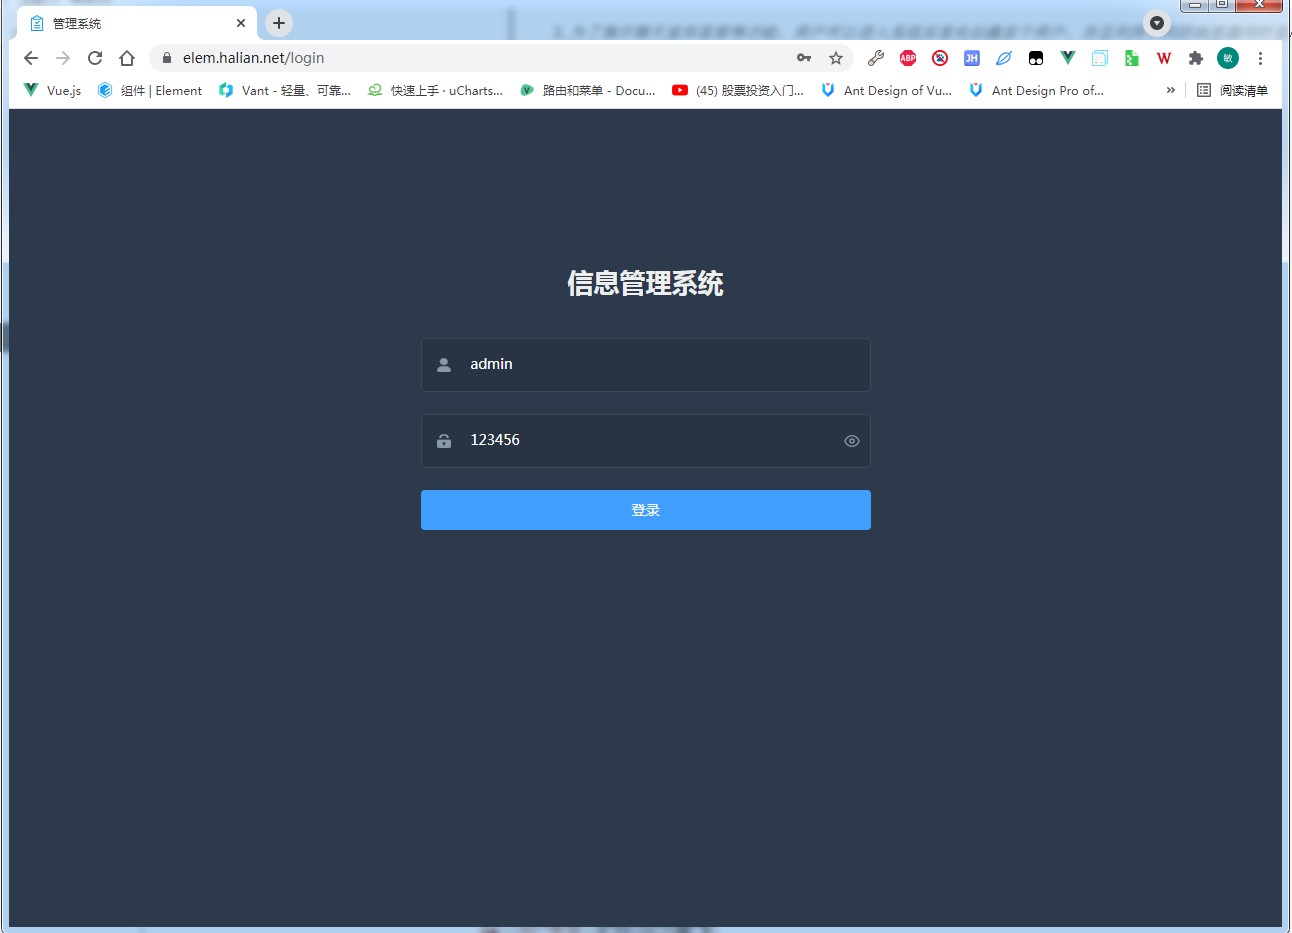 管理系统
elem.halian.net/login
ABP
JH
W
敏
Vue.js
组件 | Element
Vant - 轻量、可靠...
快速上手 · uCharts...
路由和菜单 - Docu...
(45) 股票投资入门...
Ant Design of Vu...
Ant Design Pro of...
»
阅读清单
信息管理系统
admin
123456
登录